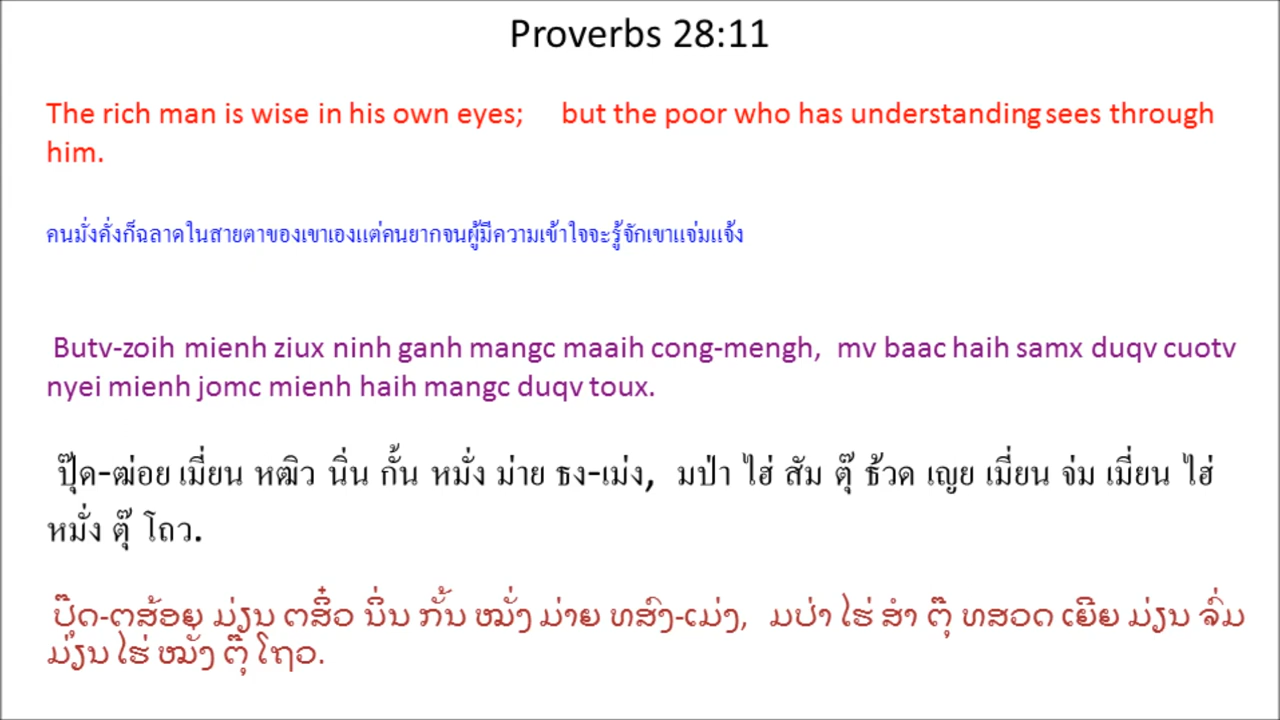 Proverbs 28:11
The rich man is wise in his own eyes; but the poor who has understanding sees through
him.
คนมั่งคั่งก็ฉลาดในสายตาของเขาเองแต่คนยากจนผู้มีความเข้าใจจะรู้จักเขาแจ่มแจ้ง
Butv-zoih mienh ziux ninh ganh mangc maaih cong-mengh, mv baac haih samx duqv cuotv
nyei mienh jomc mienh haih mangc duqv toux.
ปุ๊ด-ฒ่อย เมี่ยน หฒิว นิ่น กั้น หมั่ง ม่าย ธง-เม่ง, มป่า ไฮ่ สัม ตุ๊ ธ้วด เญย เมี่ยน จ่ม เมี่ยน ไฮ่
หมั่ง ตุ๊ โถว.
ປຸ໊ດ-ຕສ້ອຍ ມ່ຽນ ຕສິ໋ວ ນິ່ນ ກັ້ນ ໝັ່ງ ມ່າຍ ທສົງ-ເມ່ງ, ມປ່າ ໄຮ່ ສຳ ຕຸ໊ ທສວດ ເຍີຍ ມ່ຽນ ຈົ່ມ
ມ່ຽນ ໄຮ່ ໝັ່ງ ຕຸ໊ ໂຖວ.